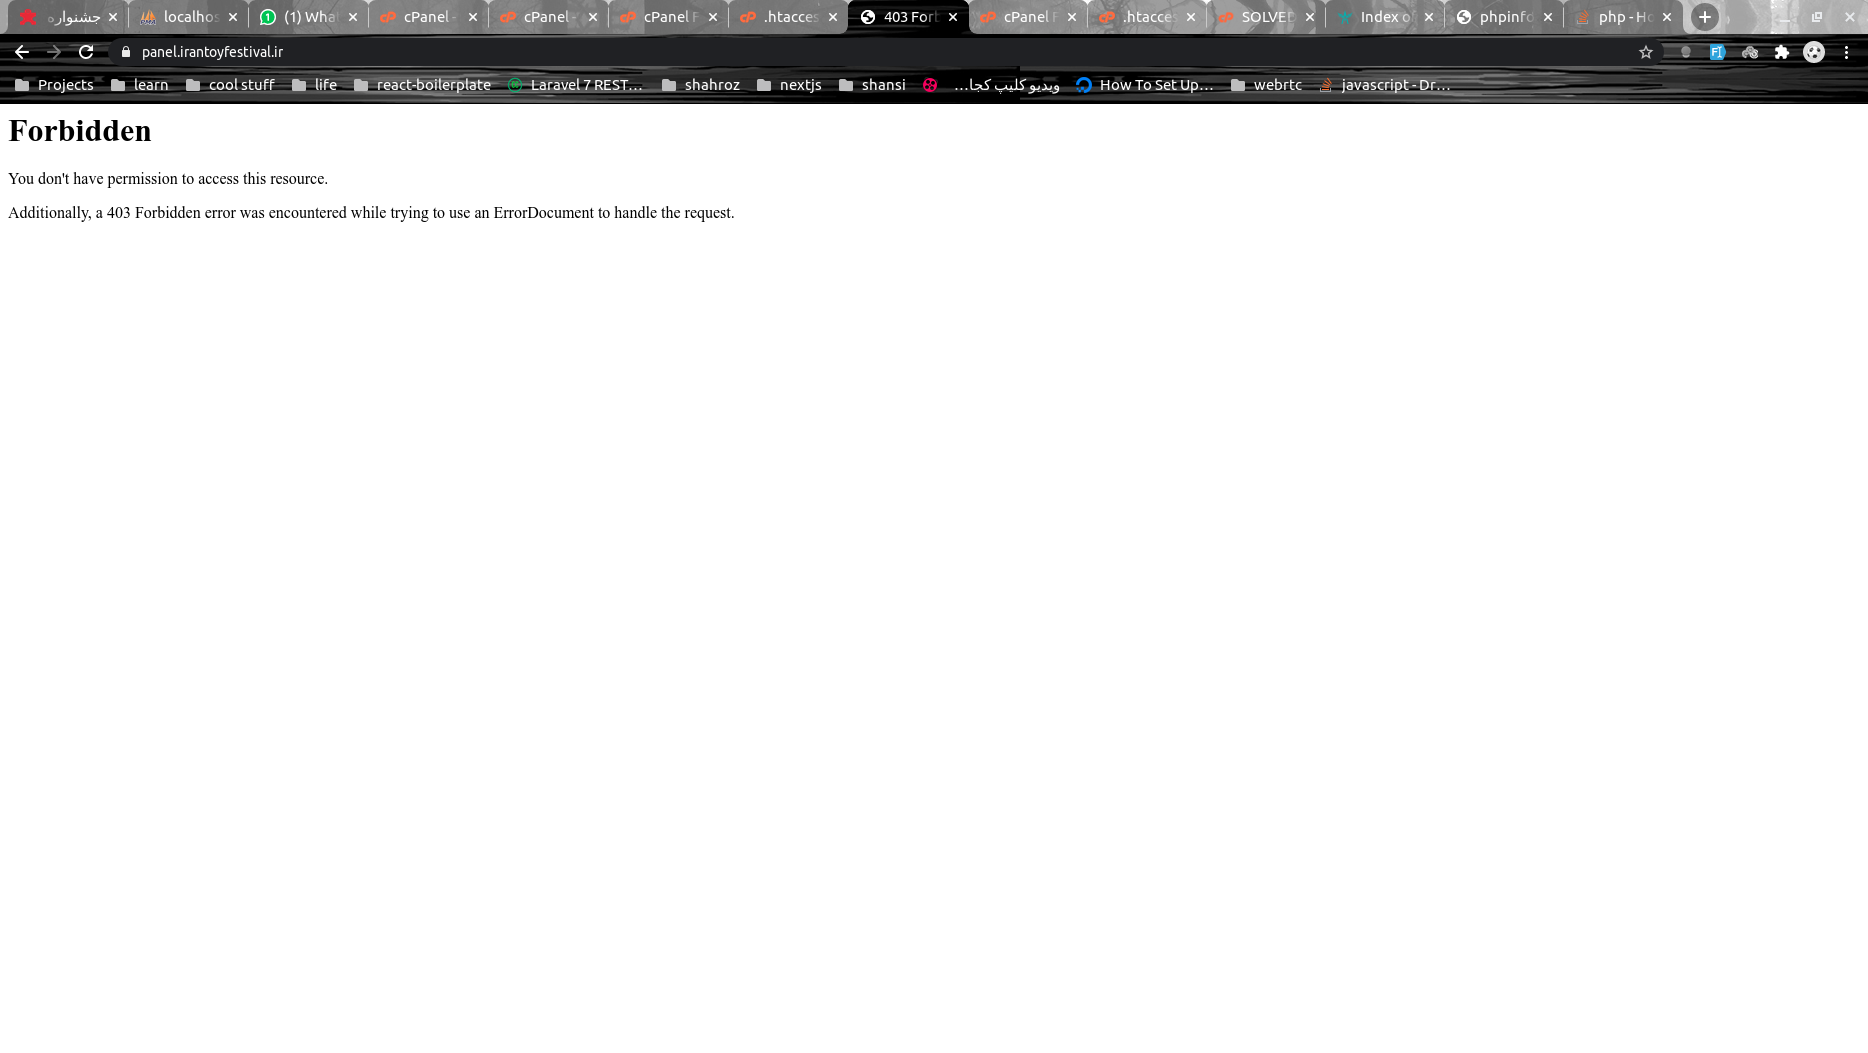 جشنواره localhos (1) What cPanel - cPanel - cPanel F .htacces 403 Forb cPanel F .htacces SOLVED Index o phpinfo php - Ho
panel.irantoyfestival.ir
Projects learn cool stuff life react-boilerplate Laravel 7 REST... shahroz nextjs shansi ویدیو کلیپ کجا... How To Set Up... webrtc javascript - Dr...
Forbidden
You don't have permission to access this resource.
Additionally, a 403 Forbidden error was encountered while trying to use an ErrorDocument to handle the request.